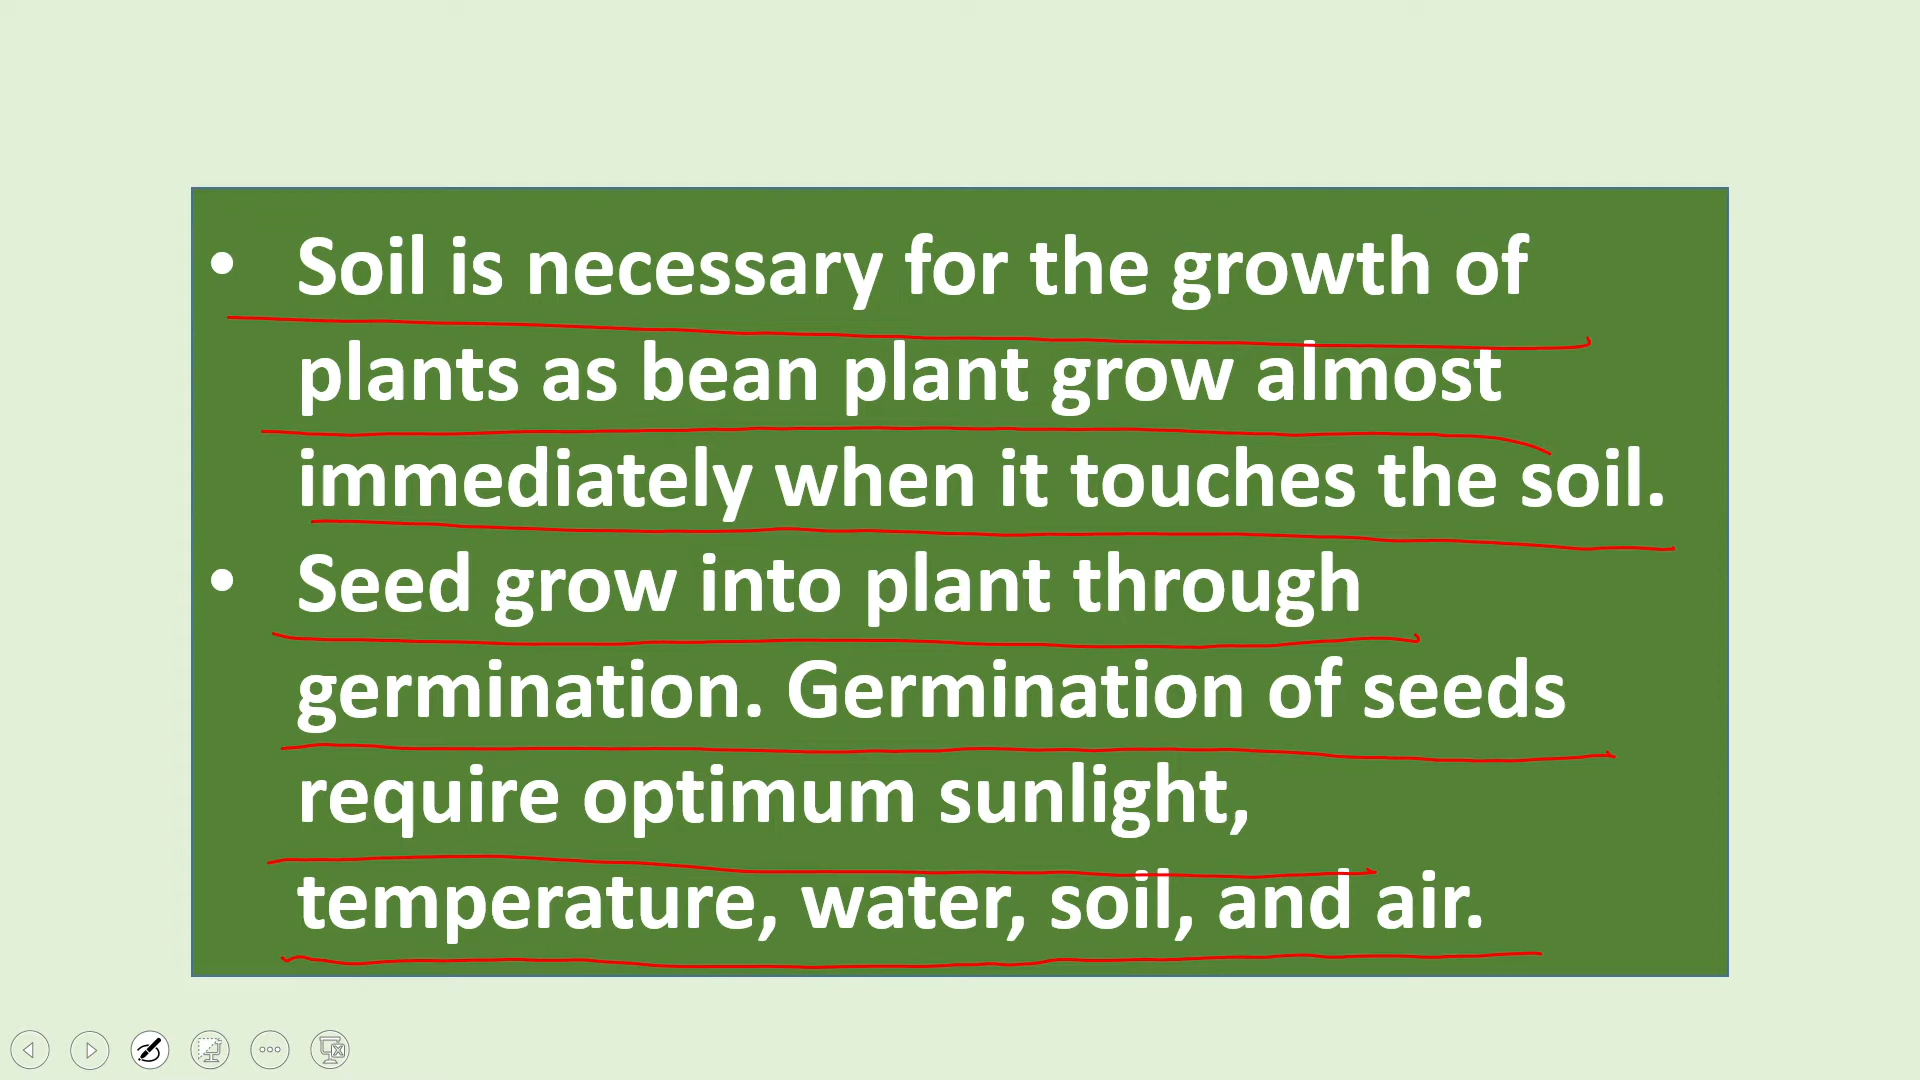 • Soil is necessary for the growth of
plants as bean plant grow almost
immediately when it touches the soil.
• Seed grow into plant through
germination. Germination of seeds
require optimum sunlight,
temperature, water, soil, and air.